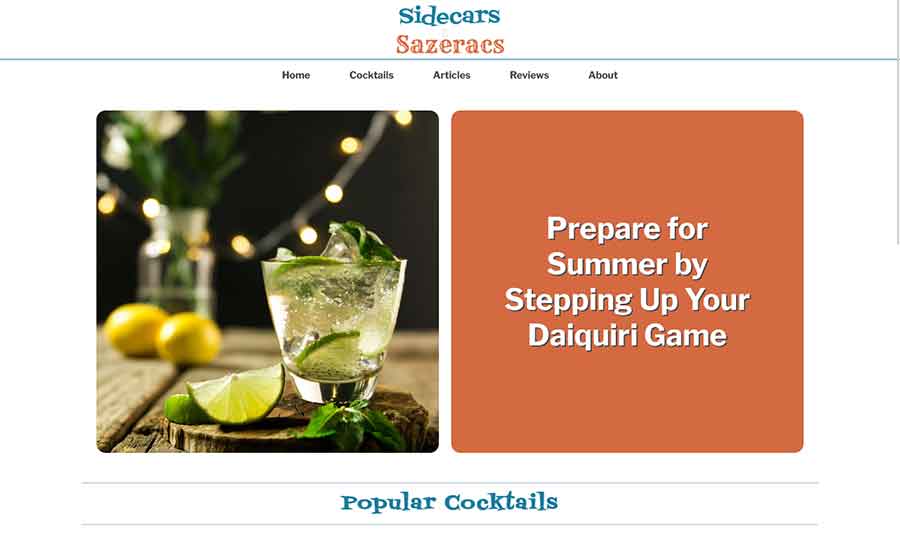 Sidecars
Sazeracs
Home Cocktails Articles Reviews About
Prepare for
Summer by
Stepping Up Your
Daiquiri Game
Popular Cocktails